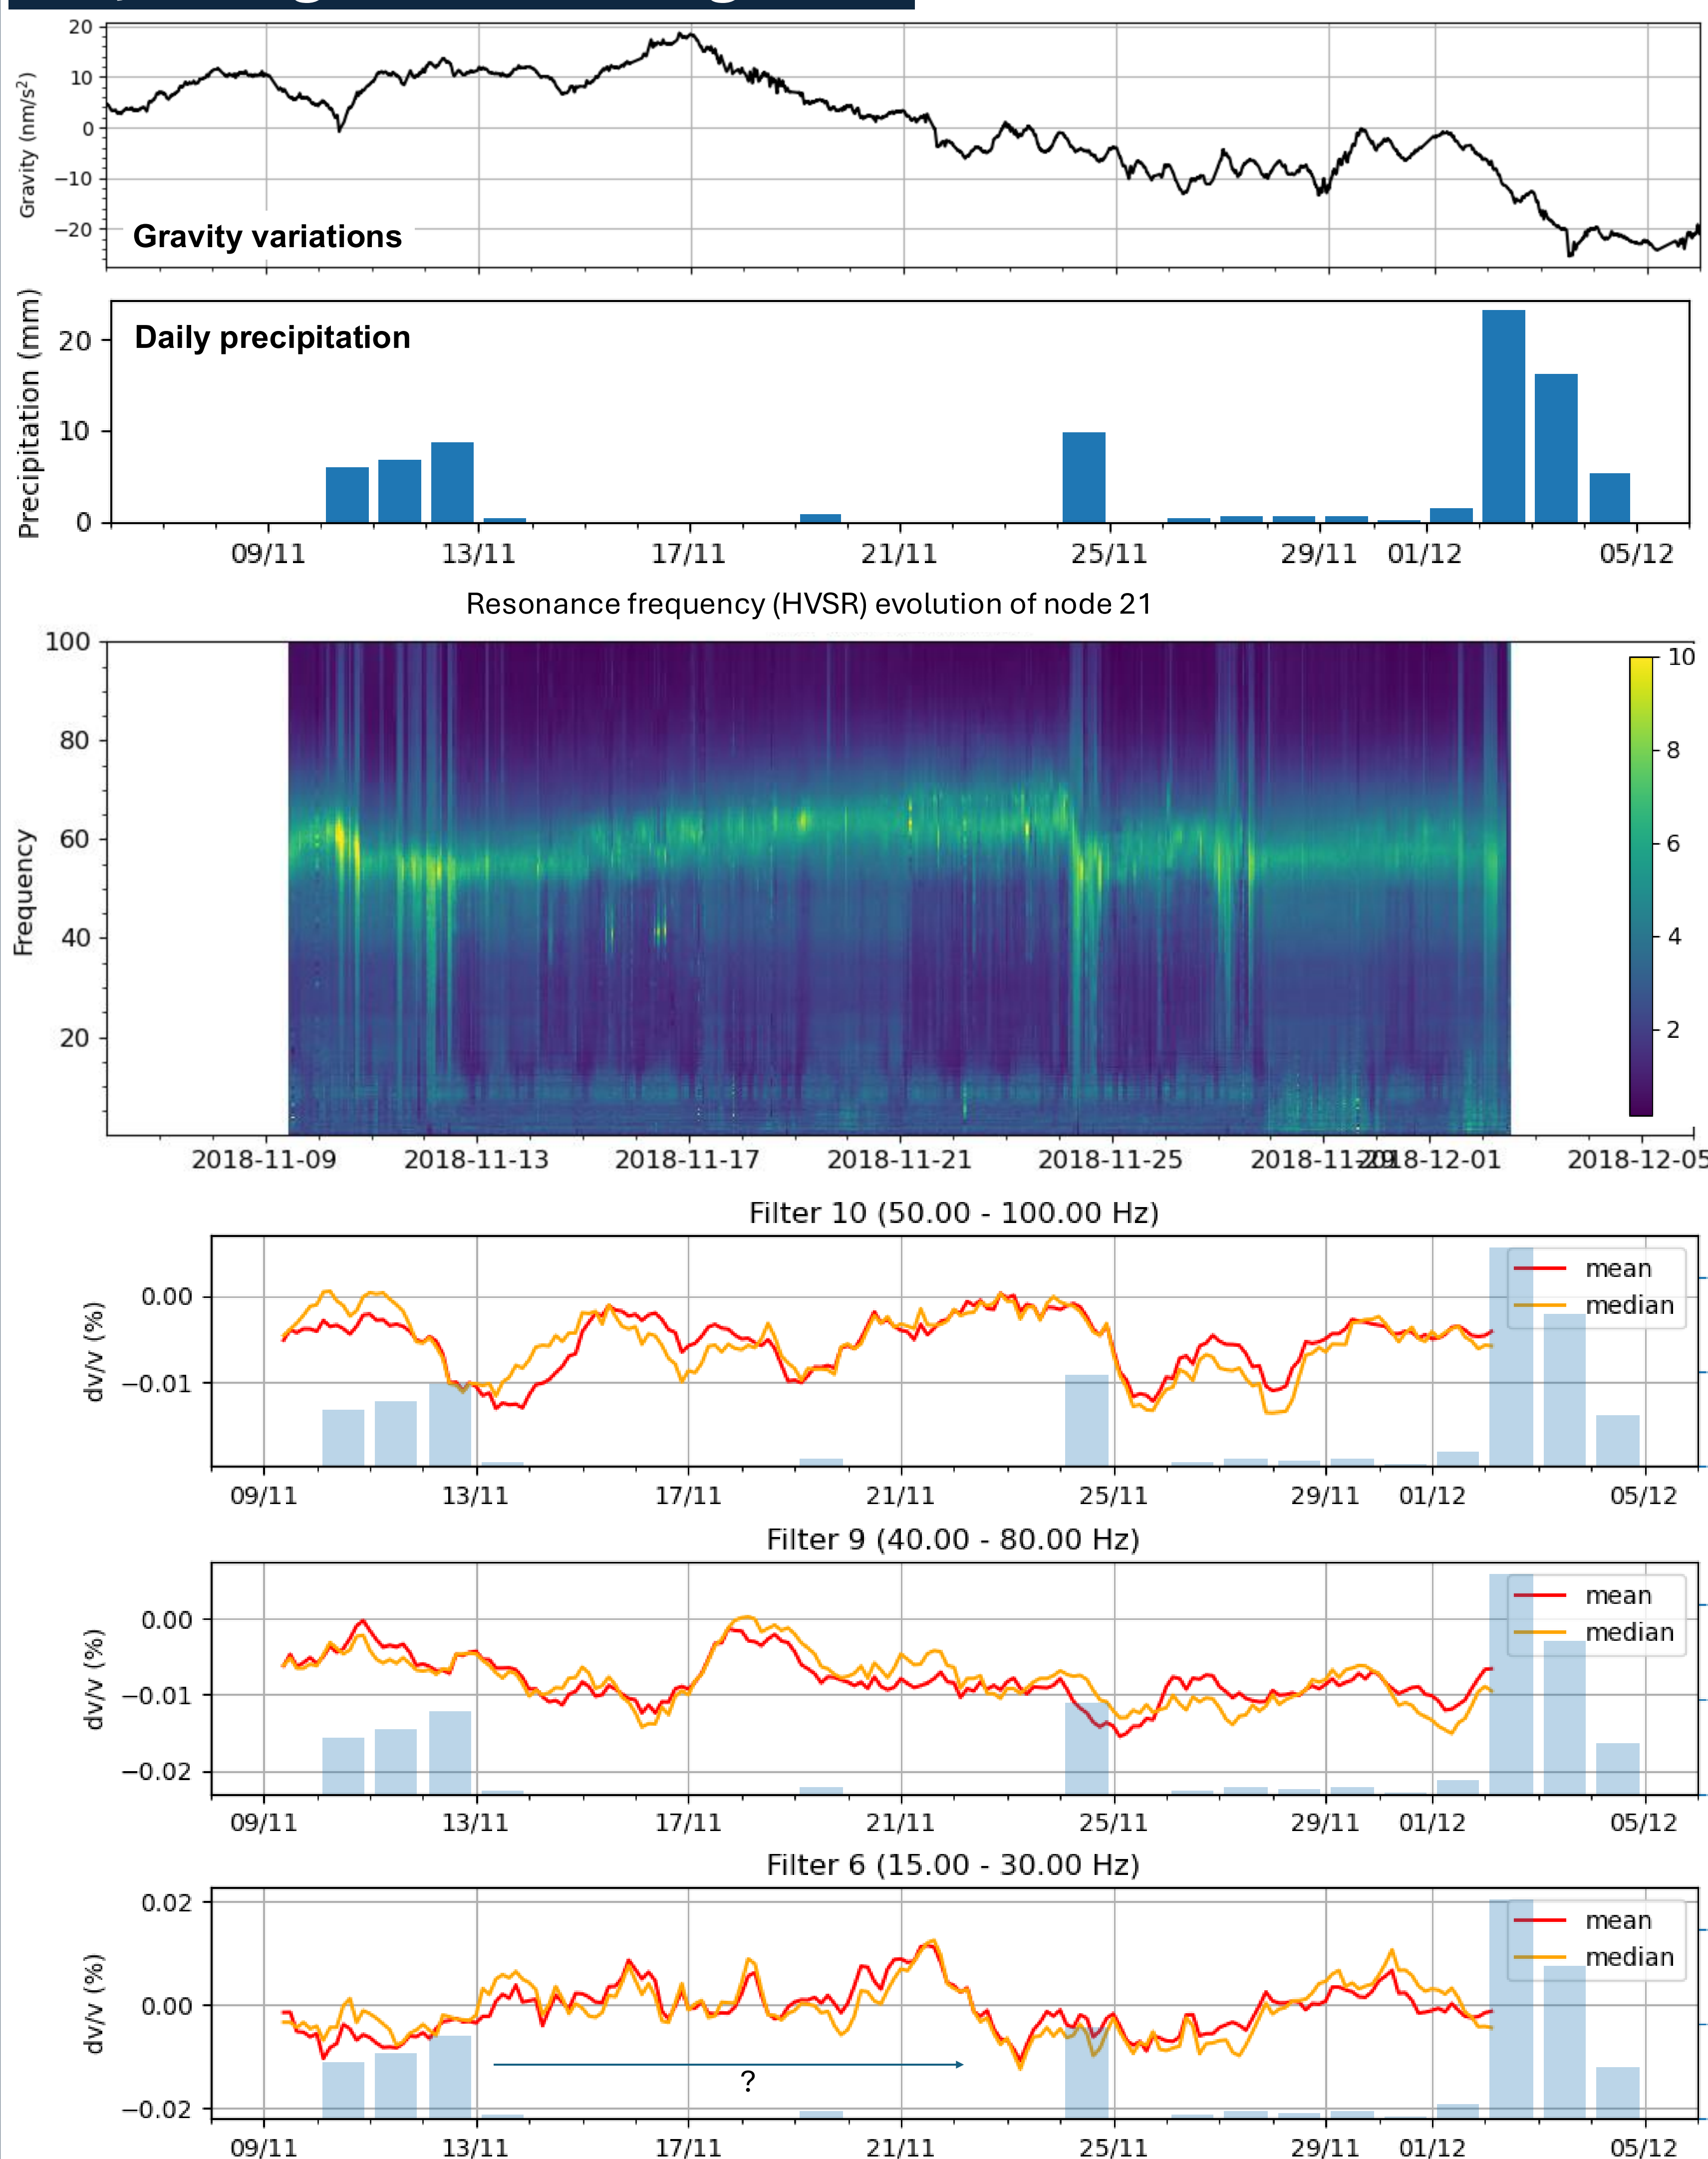 20
10
0
−10
−20
Gravity (nm/s²)
Gravity variations
20
10
0
Precipitation (mm)
Daily precipitation
09/11 13/11 17/11 21/11 25/11 29/11 01/12 05/12
Resonance frequency (HVSR) evolution of node 21
100
80
60
40
20
Frequency
10
8
6
4
2
2018-11-09 2018-11-13 2018-11-17 2018-11-21 2018-11-25 2018-11-29 2018-12-01 2018-12-05
Filter 10 (50.00 - 100.00 Hz)
0.00
−0.01
dv/v (%)
mean
median
09/11 13/11 17/11 21/11 25/11 29/11 01/12 05/12
Filter 9 (40.00 - 80.00 Hz)
0.00
−0.01
−0.02
dv/v (%)
mean
median
09/11 13/11 17/11 21/11 25/11 29/11 01/12 05/12
Filter 6 (15.00 - 30.00 Hz)
0.02
0.00
−0.02
dv/v (%)
mean
median
?
09/11 13/11 17/11 21/11 25/11 29/11 01/12 05/12